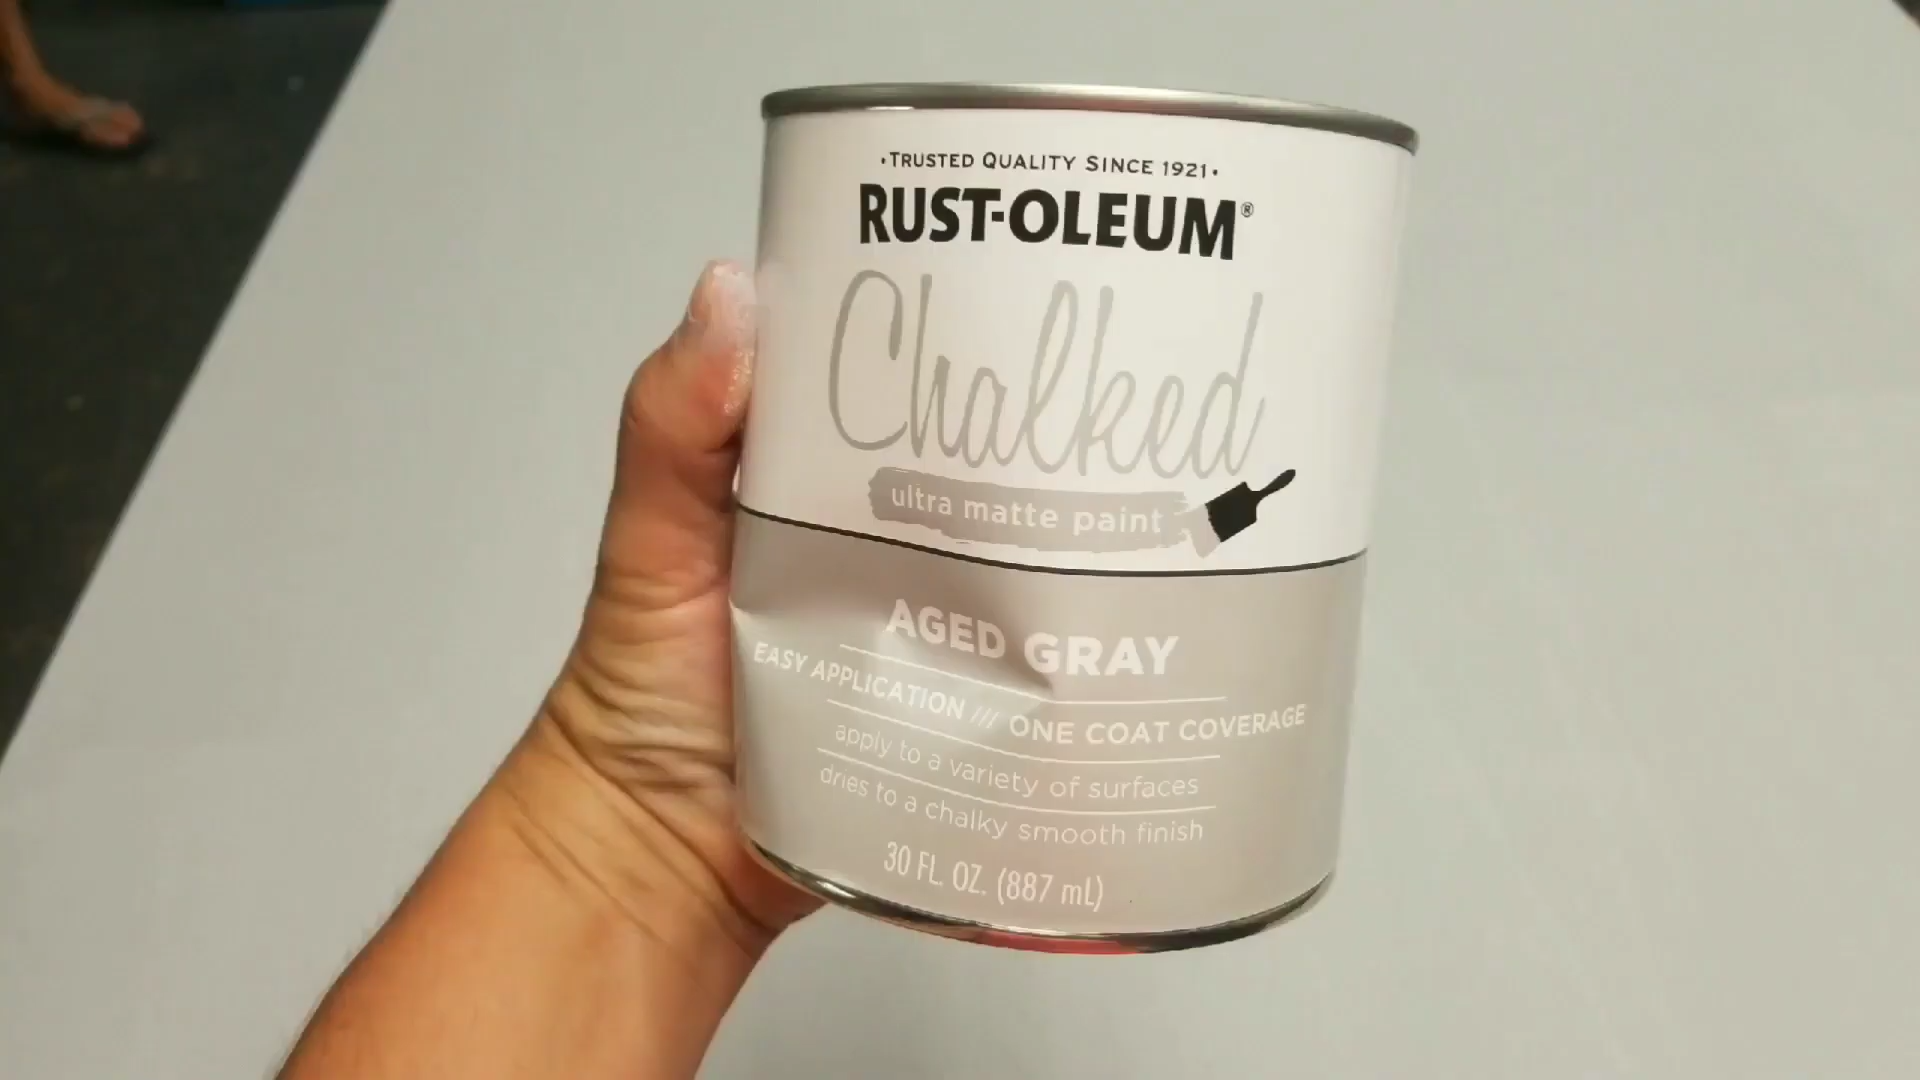 •TRUSTED QUALITY SINCE 1921•
RUST-OLEUM®
Chalked
ultra matte paint
AGED GRAY
EASY APPLICATION /// ONE COAT COVERAGE
apply to a variety of surfaces
dries to a chalky smooth finish
30 FL. OZ. (887 mL)